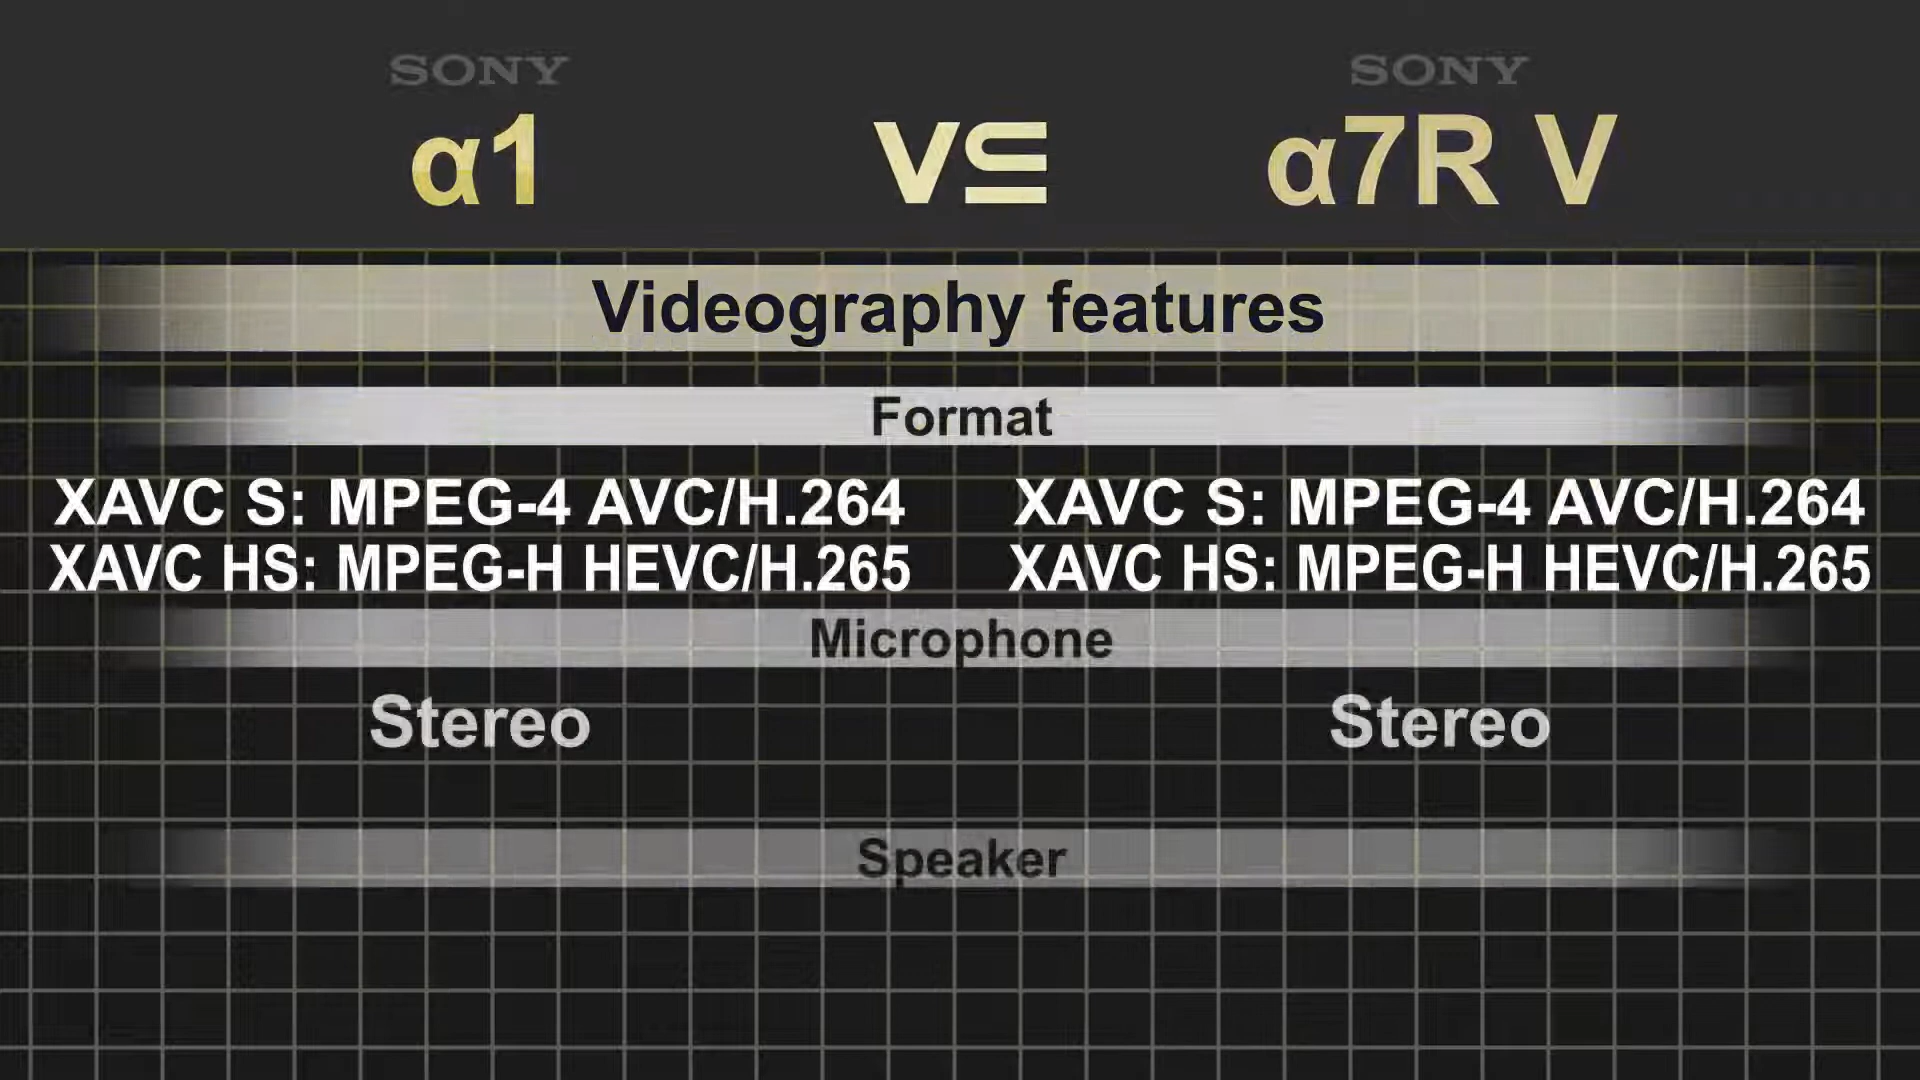 SONY SONY
α1 VS α7R V
Videography features
Format
XAVC S: MPEG-4 AVC/H.264 XAVC S: MPEG-4 AVC/H.264
XAVC HS: MPEG-H HEVC/H.265 XAVC HS: MPEG-H HEVC/H.265
Microphone
Stereo Stereo
Speaker